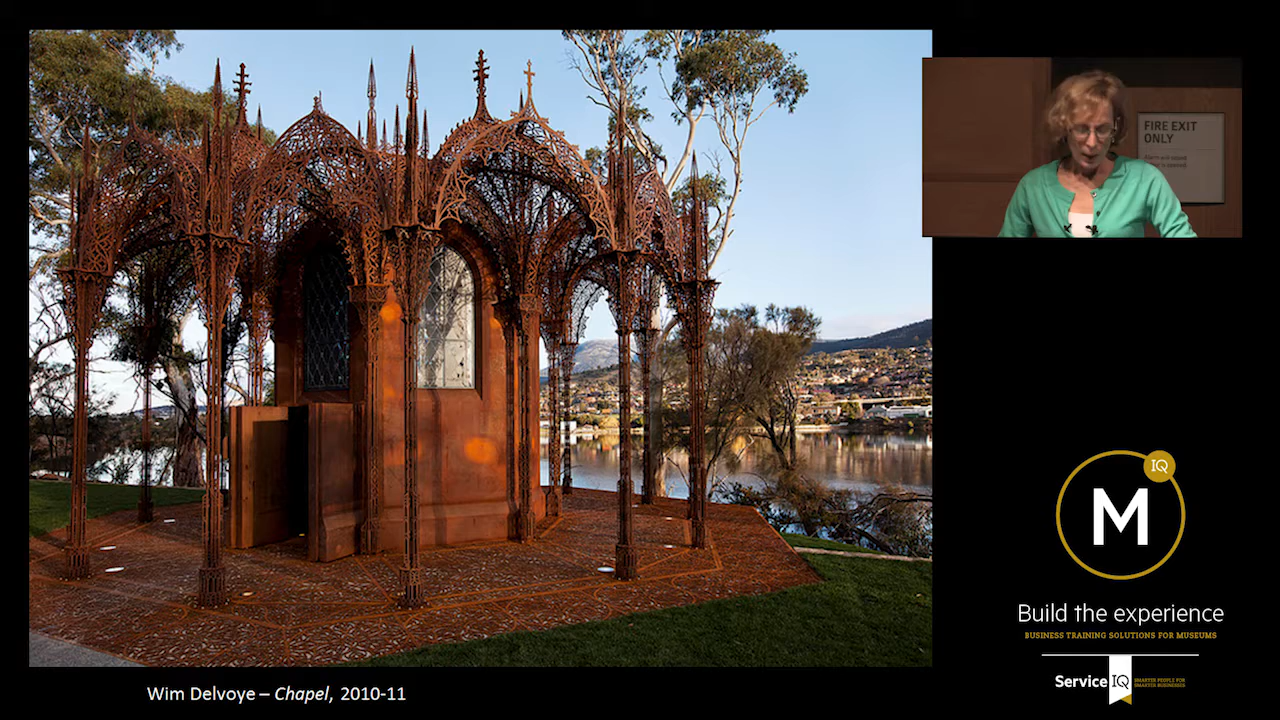 FIRE EXIT
ONLY
IQ
M
Build the experience
BUSINESS TRAINING SOLUTIONS FOR MUSEUMS
Service IQ
SMARTER PEOPLE FOR
SMARTER BUSINESSES
Wim Delvoye – Chapel, 2010-11